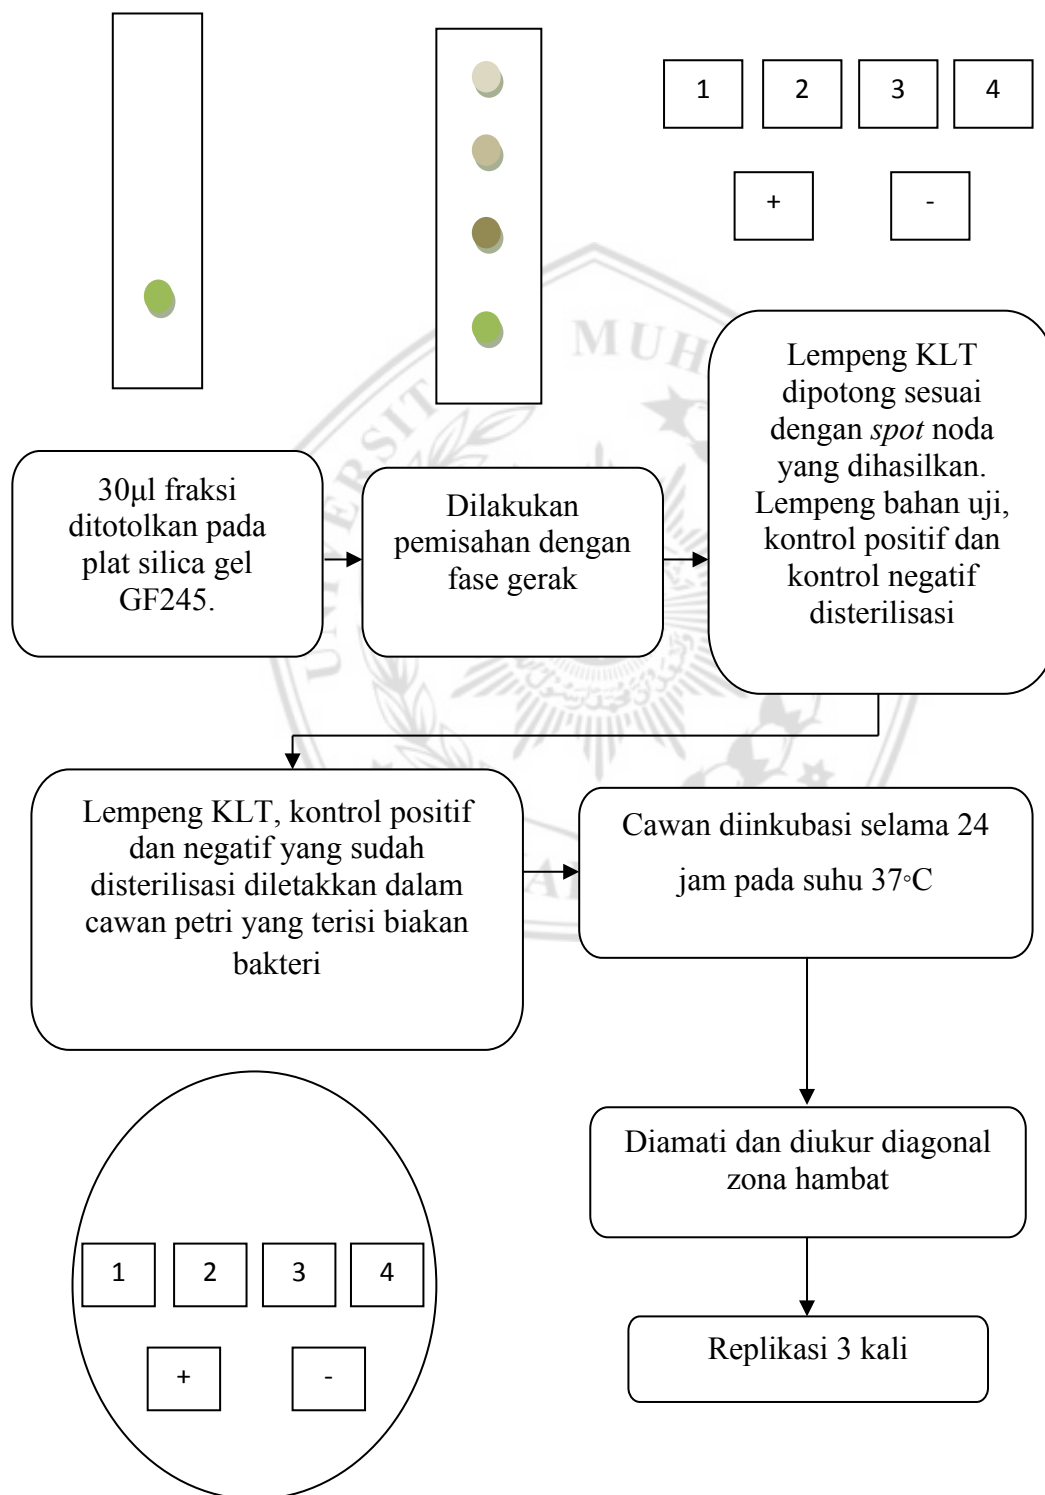 1 2 3 4
+ -
30µl fraksi
ditotolkan pada
plat silica gel
GF245.
Dilakukan
pemisahan dengan
fase gerak
Lempeng KLT
dipotong sesuai
dengan spot noda
yang dihasilkan.
Lempeng bahan uji,
kontrol positif dan
kontrol negatif
disterilisasi
Lempeng KLT, kontrol positif
dan negatif yang sudah
disterilisasi diletakkan dalam
cawan petri yang terisi biakan
bakteri
Cawan diinkubasi selama 24
jam pada suhu 37◦C
Diamati dan diukur diagonal
zona hambat
Replikasi 3 kali
1 2 3 4
+ -
UNIVERSIT
MUH